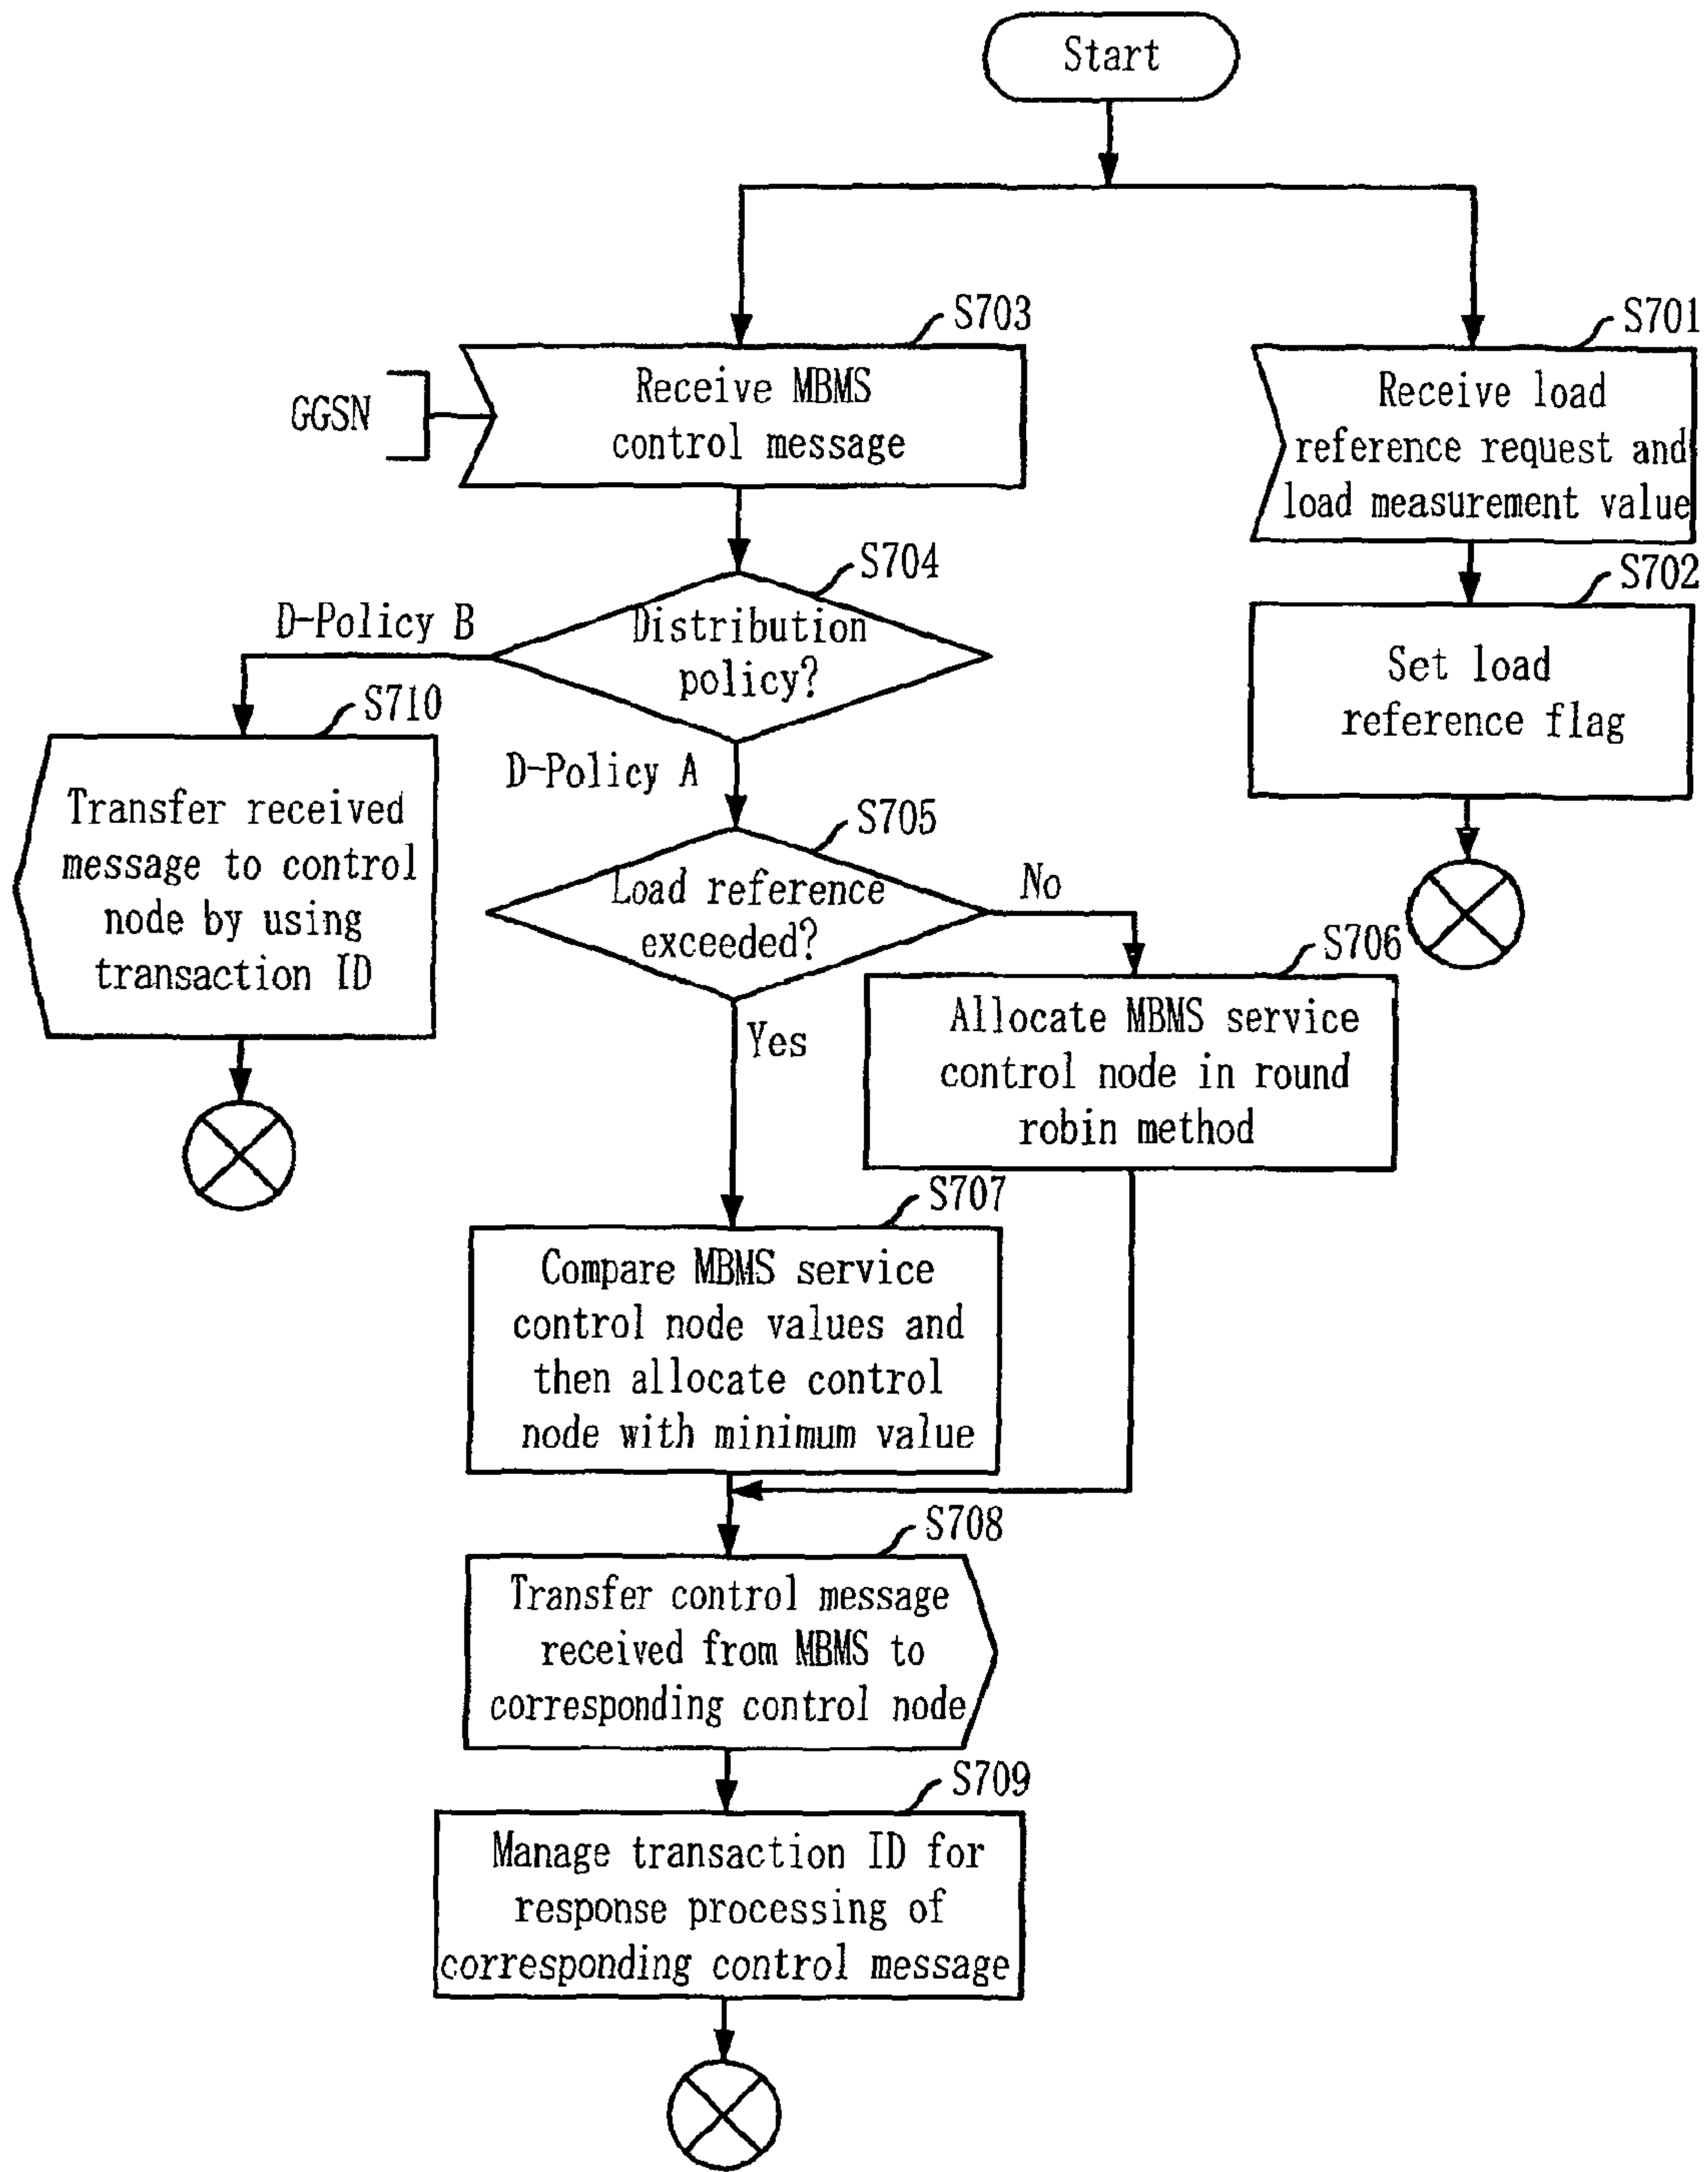 Start
S703
Receive MBMS
control message
GGSN
S701
Receive load
reference request and
load measurement value
S702
Set load
reference flag
S704
Distribution
policy?
D-Policy B
D-Policy A
S710
Transfer received
message to control
node by using
transaction ID
S705
Load reference
exceeded?
No
Yes
S706
Allocate MBMS service
control node in round
robin method
S707
Compare MBMS service
control node values and
then allocate control
node with minimum value
S708
Transfer control message
received from MBMS to
corresponding control node
S709
Manage transaction ID for
response processing of
corresponding control message